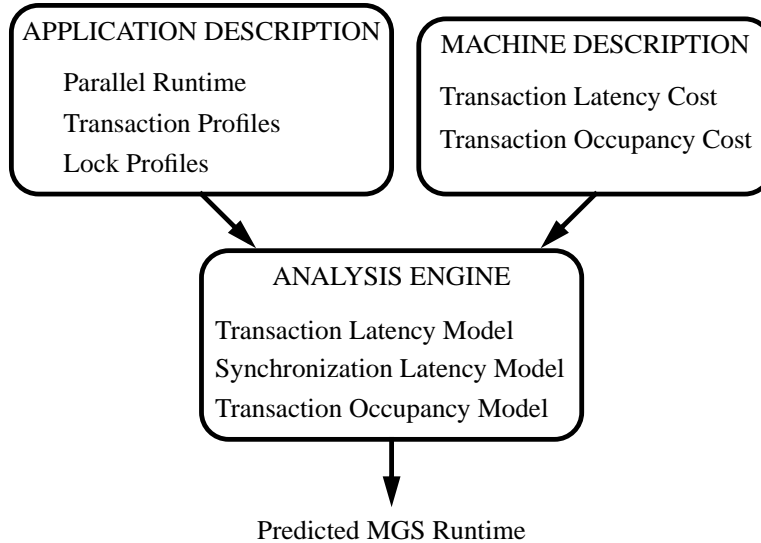 APPLICATION DESCRIPTION
Parallel Runtime
Transaction Profiles
Lock Profiles
MACHINE DESCRIPTION
Transaction Latency Cost
Transaction Occupancy Cost
ANALYSIS ENGINE
Transaction Latency Model
Synchronization Latency Model
Transaction Occupancy Model
Predicted MGS Runtime